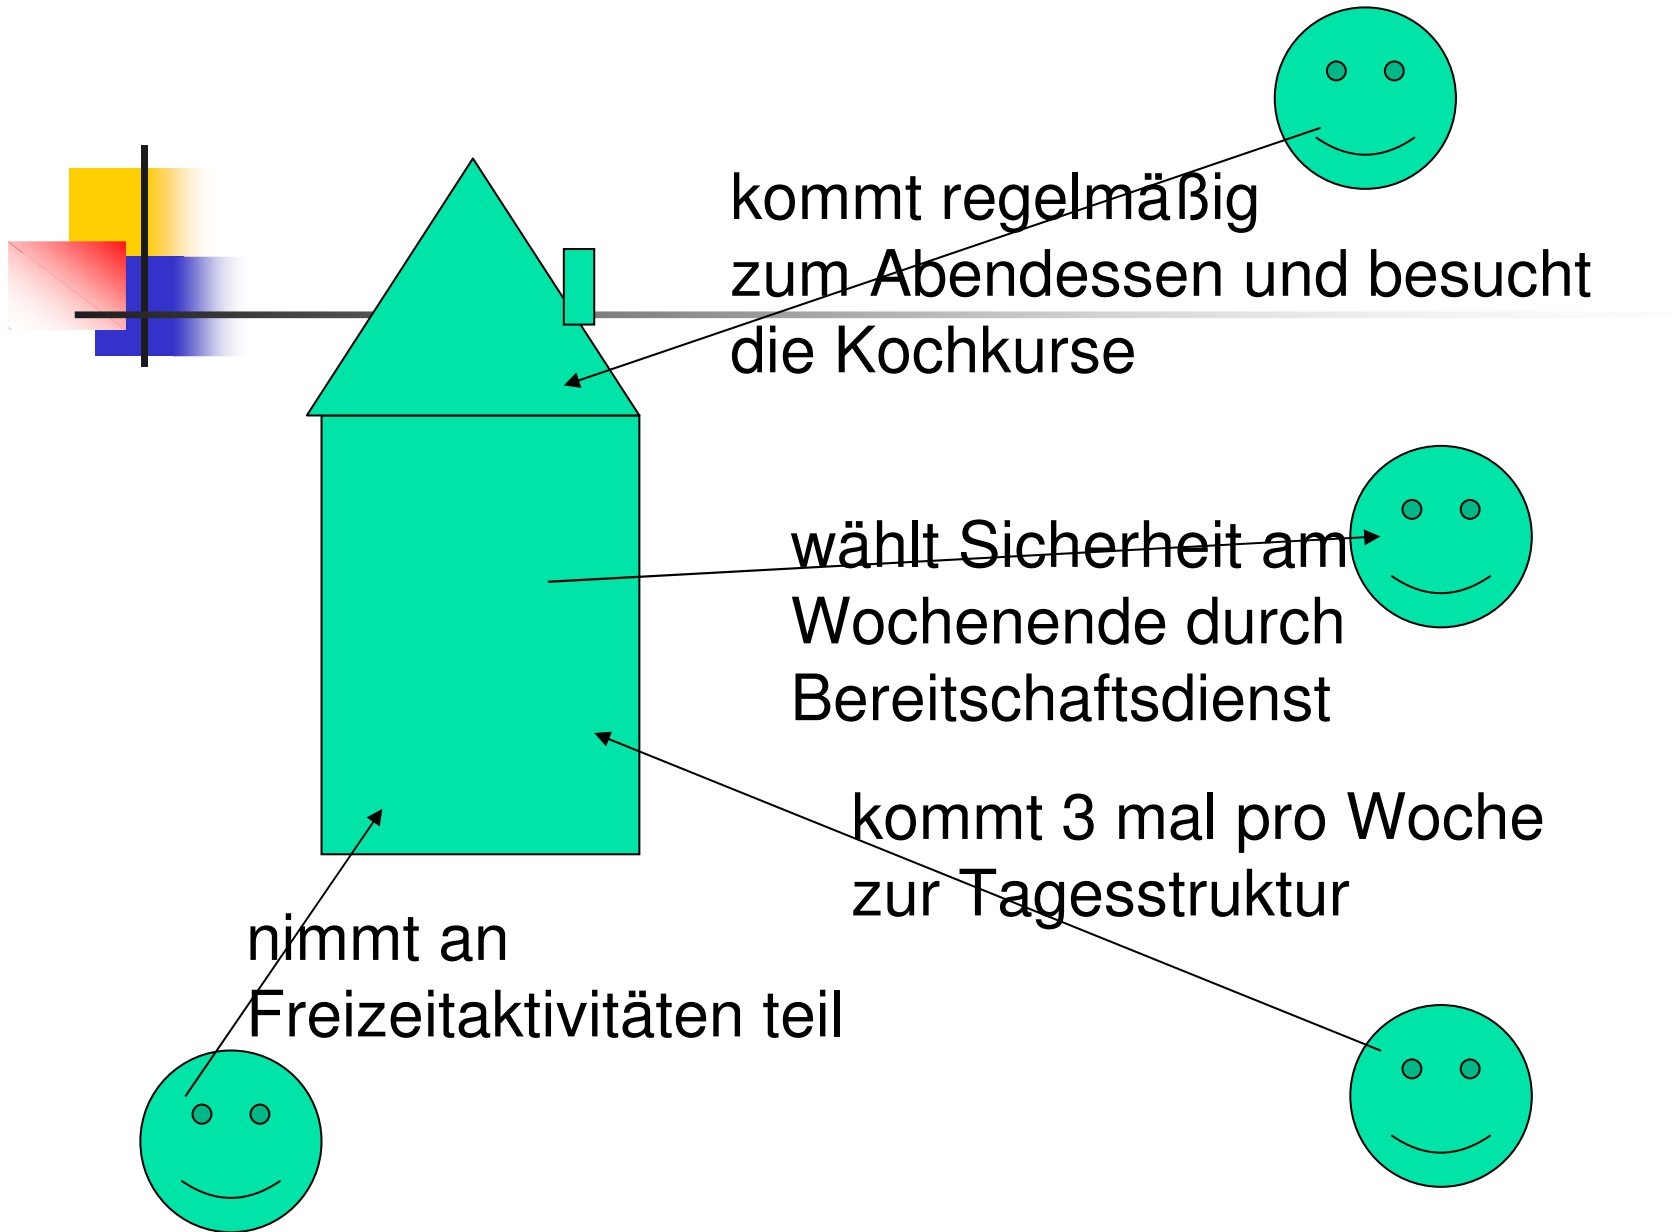 kommt regelmäßig
zum Abendessen und besucht
die Kochkurse
wählt Sicherheit am
Wochenende durch
Bereitschaftsdienst
kommt 3 mal pro Woche
zur Tagesstruktur
nimmt an
Freizeitaktivitäten teil